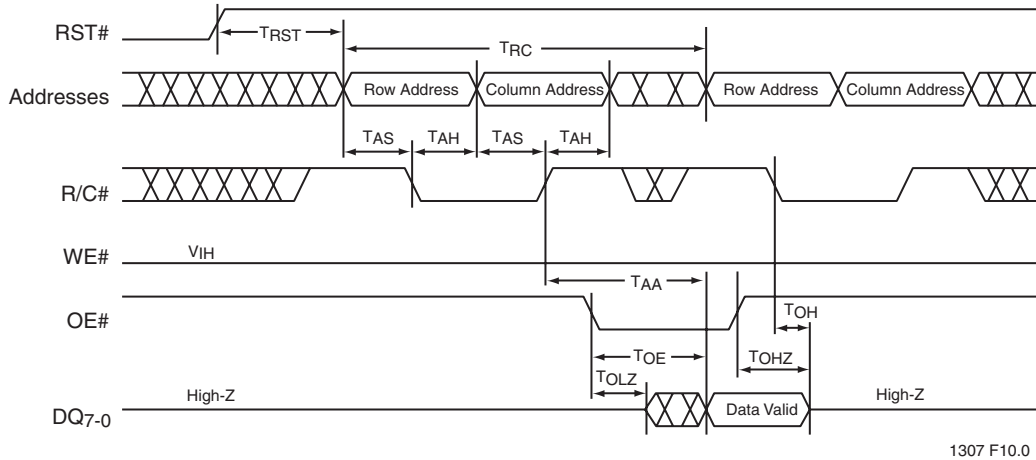 RST#
TRST
TRC
Addresses
Row Address
Column Address
Row Address
Column Address
TAS
TAH
TAS
TAH
R/C#
WE#
VIH
TAA
OE#
TOH
TOE
TOHZ
TOLZ
High-Z
High-Z
DQ7-0
Data Valid
1307 F10.0